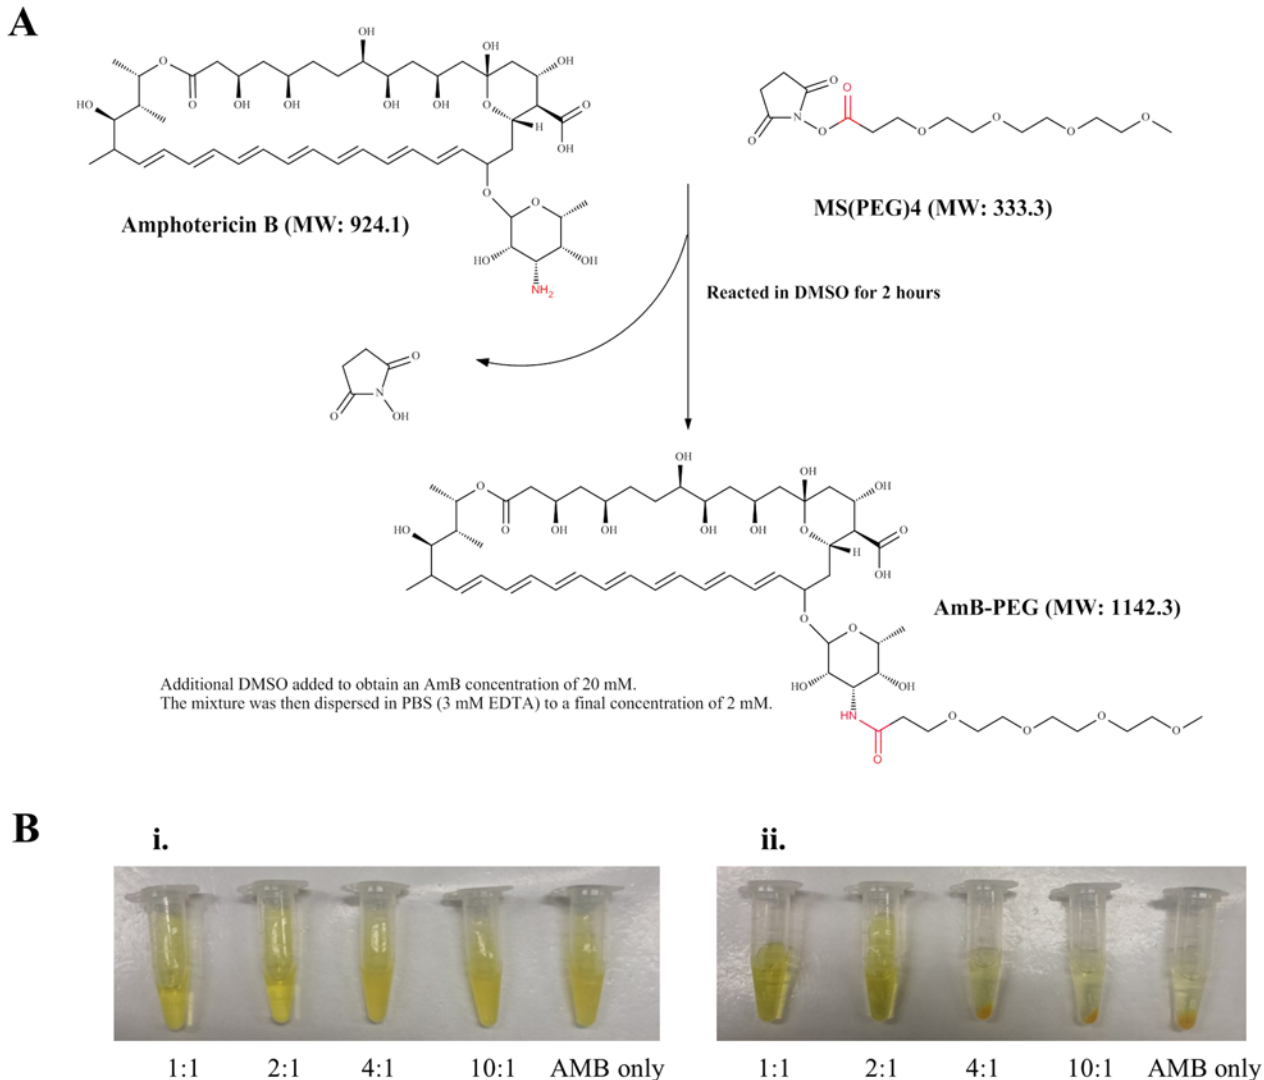 A
OH
OH
OH
O
O
OH
OH
OH
OH
O
H
O
OH
HO
O
O
HO
OH
NH2
Amphotericin B (MW: 924.1)
O
O
N
O
O
O
O
O
O
MS(PEG)4 (MW: 333.3)
Reacted in DMSO for 2 hours
O
N
O
OH
OH
OH
OH
O
O
OH
OH
OH
OH
O
H
O
OH
HO
O
O
HO
OH
HN
O
O
O
O
O
AmB-PEG (MW: 1142.3)
Additional DMSO added to obtain an AmB concentration of 20 mM.
The mixture was then dispersed in PBS (3 mM EDTA) to a final concentration of 2 mM.
B
i.
1:1 2:1 4:1 10:1 AMB only
ii.
1:1 2:1 4:1 10:1 AMB only